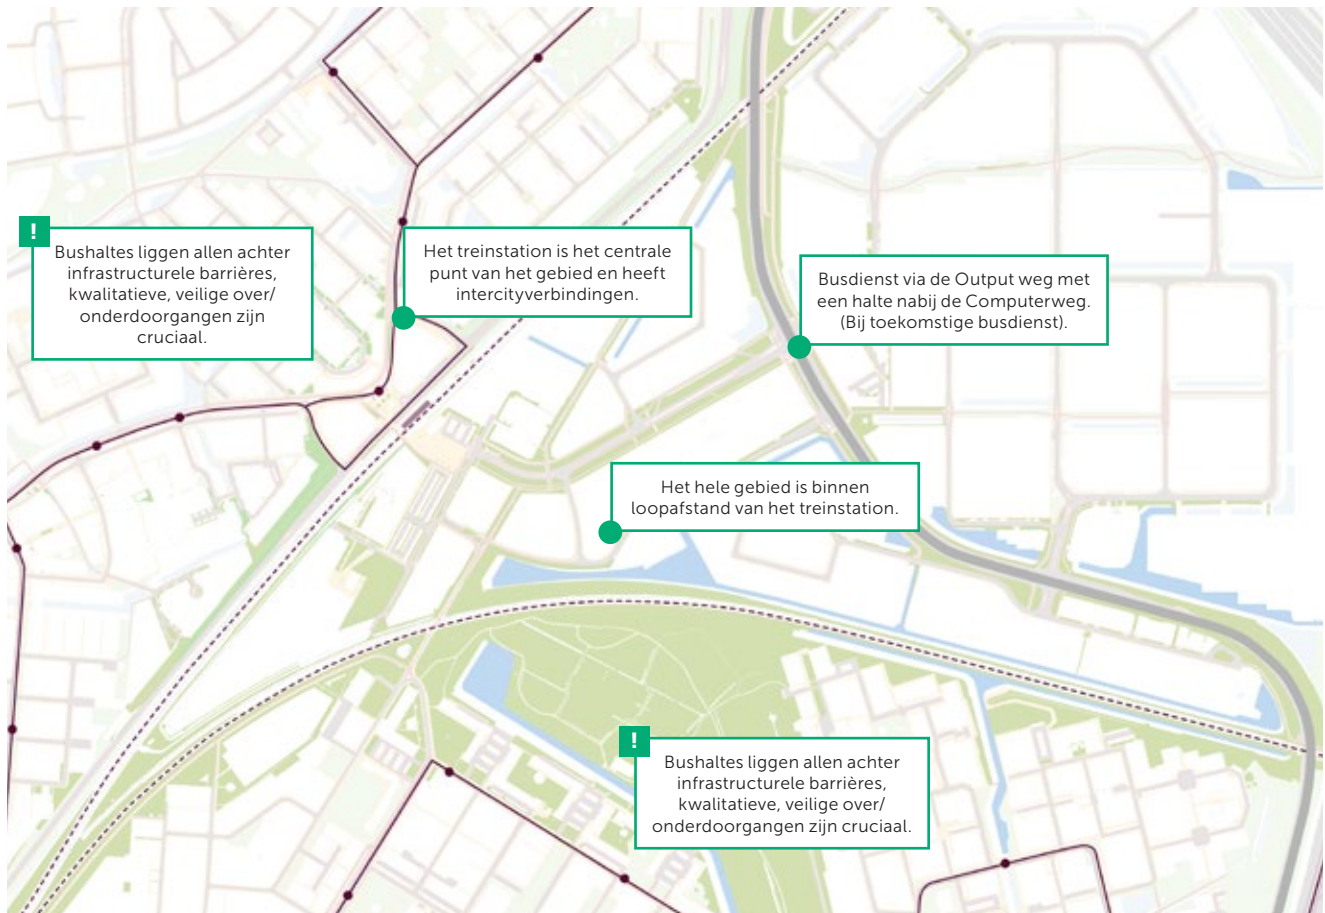 !
Bushaltes liggen allen achter
infrastructurele barrières,
kwalitatieve, veilige over/
onderdoorgangen zijn
cruciaal.
Het treinstation is het centrale
punt van het gebied en heeft
intercityverbindingen.
Busdienst via de Output weg met
een halte nabij de Computerweg.
(Bij toekomstige busdienst).
Het hele gebied is binnen
loopafstand van het treinstation.
!
Bushaltes liggen allen achter
infrastructurele barrières,
kwalitatieve, veilige over/
onderdoorgangen zijn cruciaal.